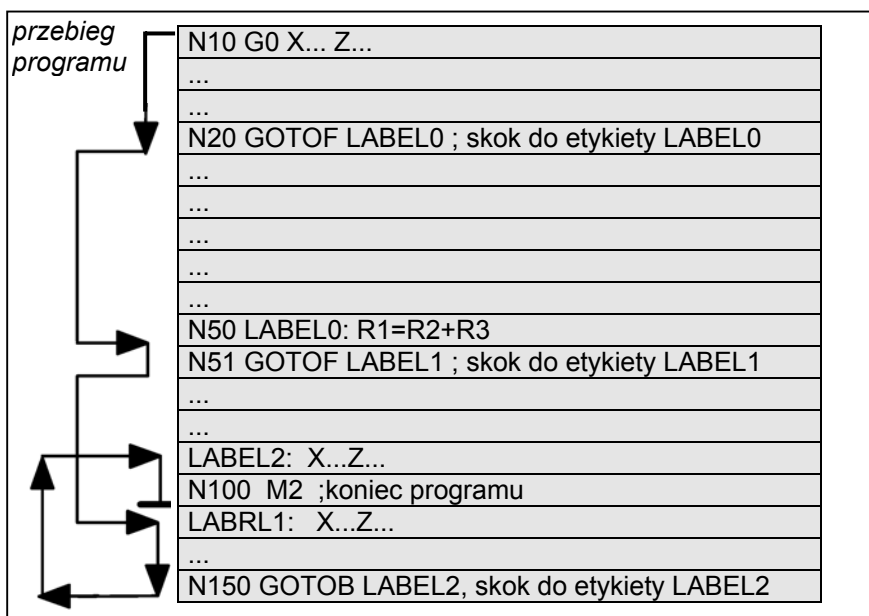 przebieg
programu
N10 G0 X... Z...
...
...
N20 GOTOF LABEL0 ; skok do etykiety LABEL0
...
...
...
...
...
N50 LABEL0: R1=R2+R3
N51 GOTOF LABEL1 ; skok do etykiety LABEL1
...
...
LABEL2:  X...Z...
N100  M2  ;koniec programu
LABRL1:   X...Z...
...
N150 GOTOB LABEL2, skok do etykiety LABEL2